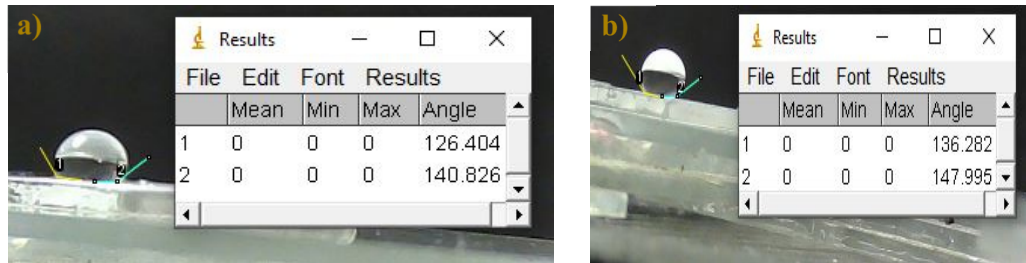 a)
Results
File Edit Font Results
Mean Min Max Angle
1 0 0 0 126.404
2 0 0 0 140.826
1
2
b)
Results
File Edit Font Results
Mean Min Max Angle
1 0 0 0 136.282
2 0 0 0 147.995
1
2